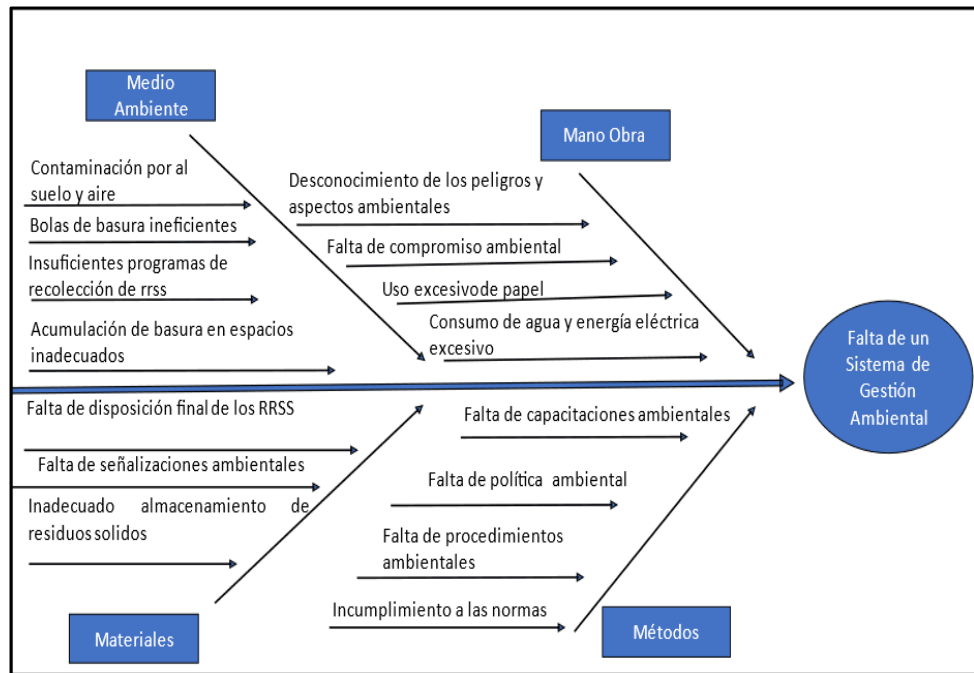 Medio
Ambiente
Mano Obra
Contaminación por al
suelo y aire
Bolas de basura ineficientes
Insuficientes programas de
recolección de rrss
Acumulación de basura en espacios
inadecuados
Desconocimiento de los peligros y
aspectos ambientales
Falta de compromiso ambiental
Uso excesivo de papel
Consumo de agua y energía eléctrica
excesivo
Falta de un
Sistema de
Gestión
Ambiental
Falta de disposición final de los RRSS
Falta de señalizaciones ambientales
Inadecuado almacenamiento de
residuos solidos
Falta de capacitaciones ambientales
Falta de política ambiental
Falta de procedimientos
ambientales
Incumplimiento a las normas
Materiales
Métodos